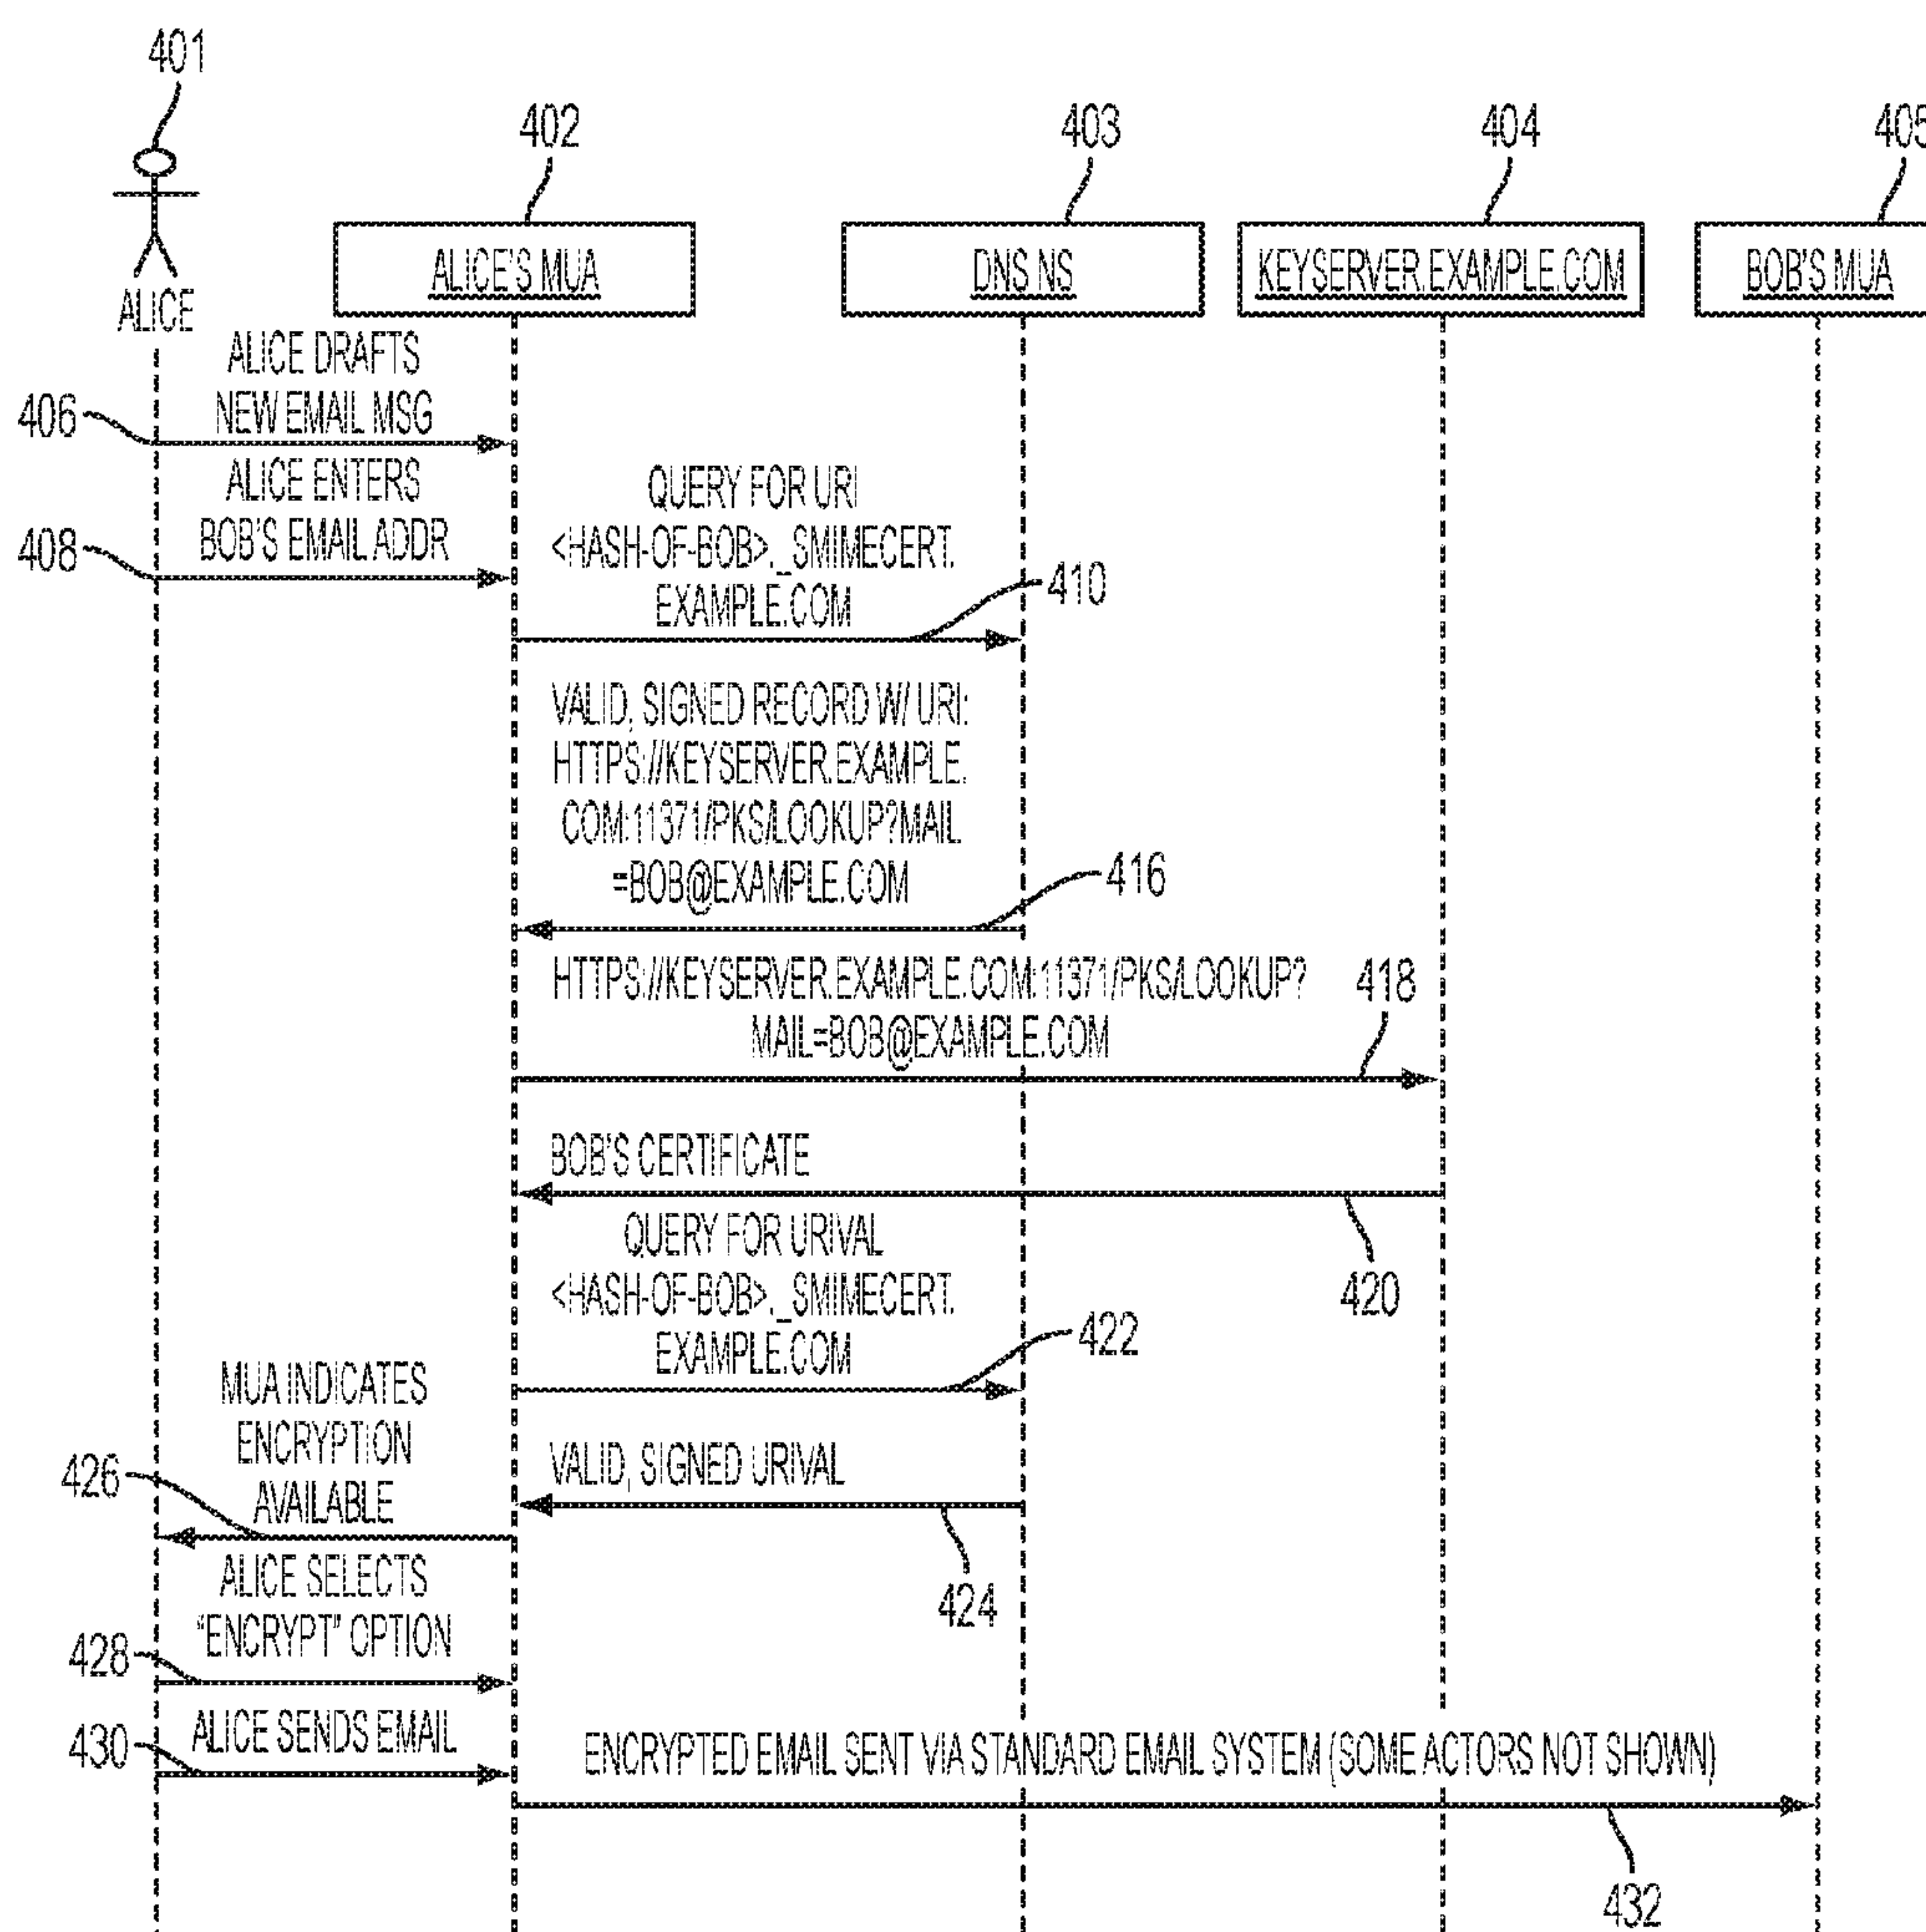 401
402
403
404
405
ALICE
ALICE'S MUA
DNS NS
KEYSERVER.EXAMPLE.COM
BOB'S MUA
ALICE DRAFTS
NEW EMAIL MSG
406
ALICE ENTERS
BOB'S EMAIL ADDR
408
QUERY FOR URI
<HASH-OF-BOB>._SMIMECERT.
EXAMPLE.COM
410
VALID, SIGNED RECORD W/ URI:
HTTPS://KEYSERVER.EXAMPLE.
COM:11371/PKS/LOOKUP?MAIL
=BOB@EXAMPLE.COM
416
HTTPS://KEYSERVER.EXAMPLE.COM:11371/PKS/LOOKUP?
MAIL=BOB@EXAMPLE.COM
418
BOB'S CERTIFICATE
420
QUERY FOR URIVAL
<HASH-OF-BOB>._SMIMECERT.
EXAMPLE.COM
422
VALID, SIGNED URIVAL
424
MUA INDICATES
ENCRYPTION
AVAILABLE
426
ALICE SELECTS
"ENCRYPT" OPTION
428
ALICE SENDS EMAIL
430
ENCRYPTED EMAIL SENT VIA STANDARD EMAIL SYSTEM (SOME ACTORS NOT SHOWN)
432